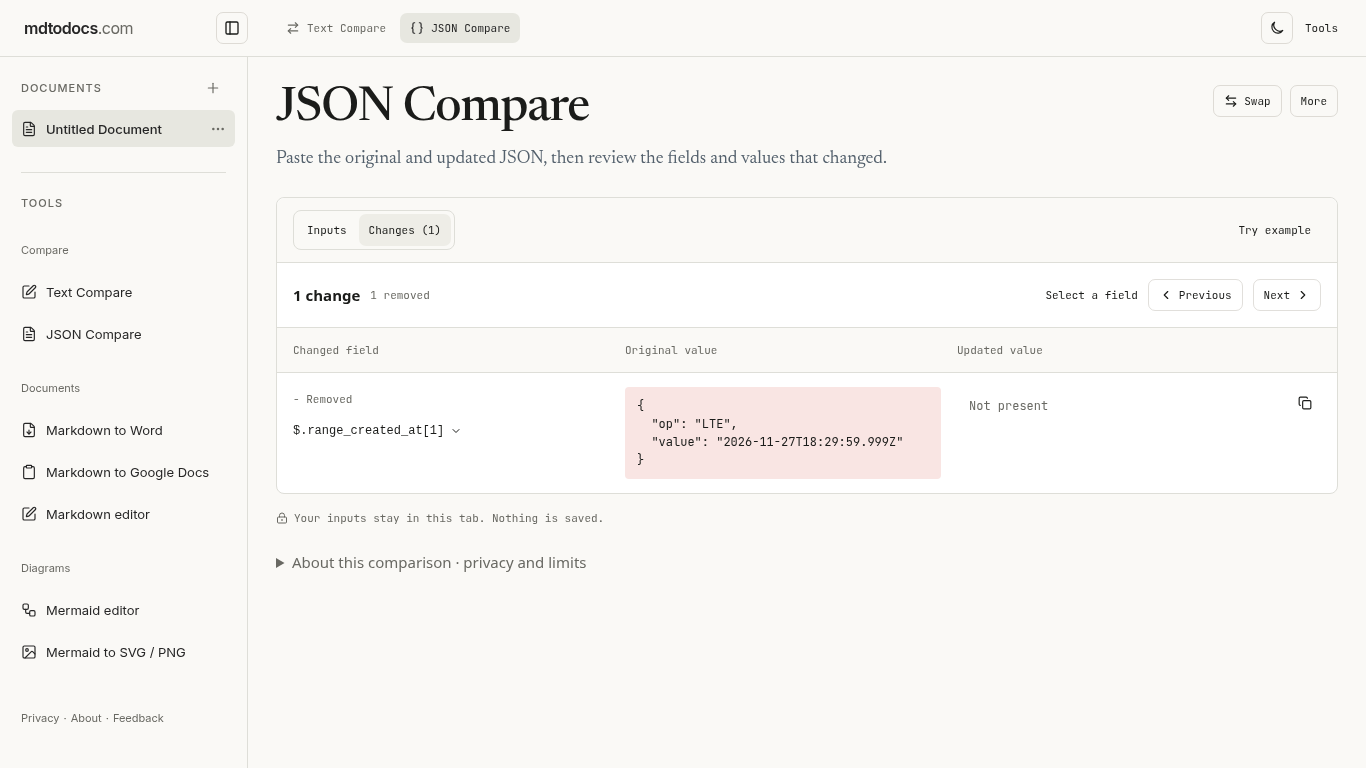 mdtodocs.com
Text Compare
{} JSON Compare
Tools
DOCUMENTS
Untitled Document
TOOLS
Compare
Text Compare
JSON Compare
Documents
Markdown to Word
Markdown to Google Docs
Markdown editor
Diagrams
Mermaid editor
Mermaid to SVG / PNG
Privacy · About · Feedback
JSON Compare
Swap
More
Paste the original and updated JSON, then review the fields and values that changed.
Inputs
Changes (1)
Try example
1 change 1 removed
Select a field
Previous
Next
Changed field
Original value
Updated value
- Removed
$.range_created_at[1]
{
"op": "LTE",
"value": "2026-11-27T18:29:59.999Z"
}
Not present
Your inputs stay in this tab. Nothing is saved.
About this comparison · privacy and limits